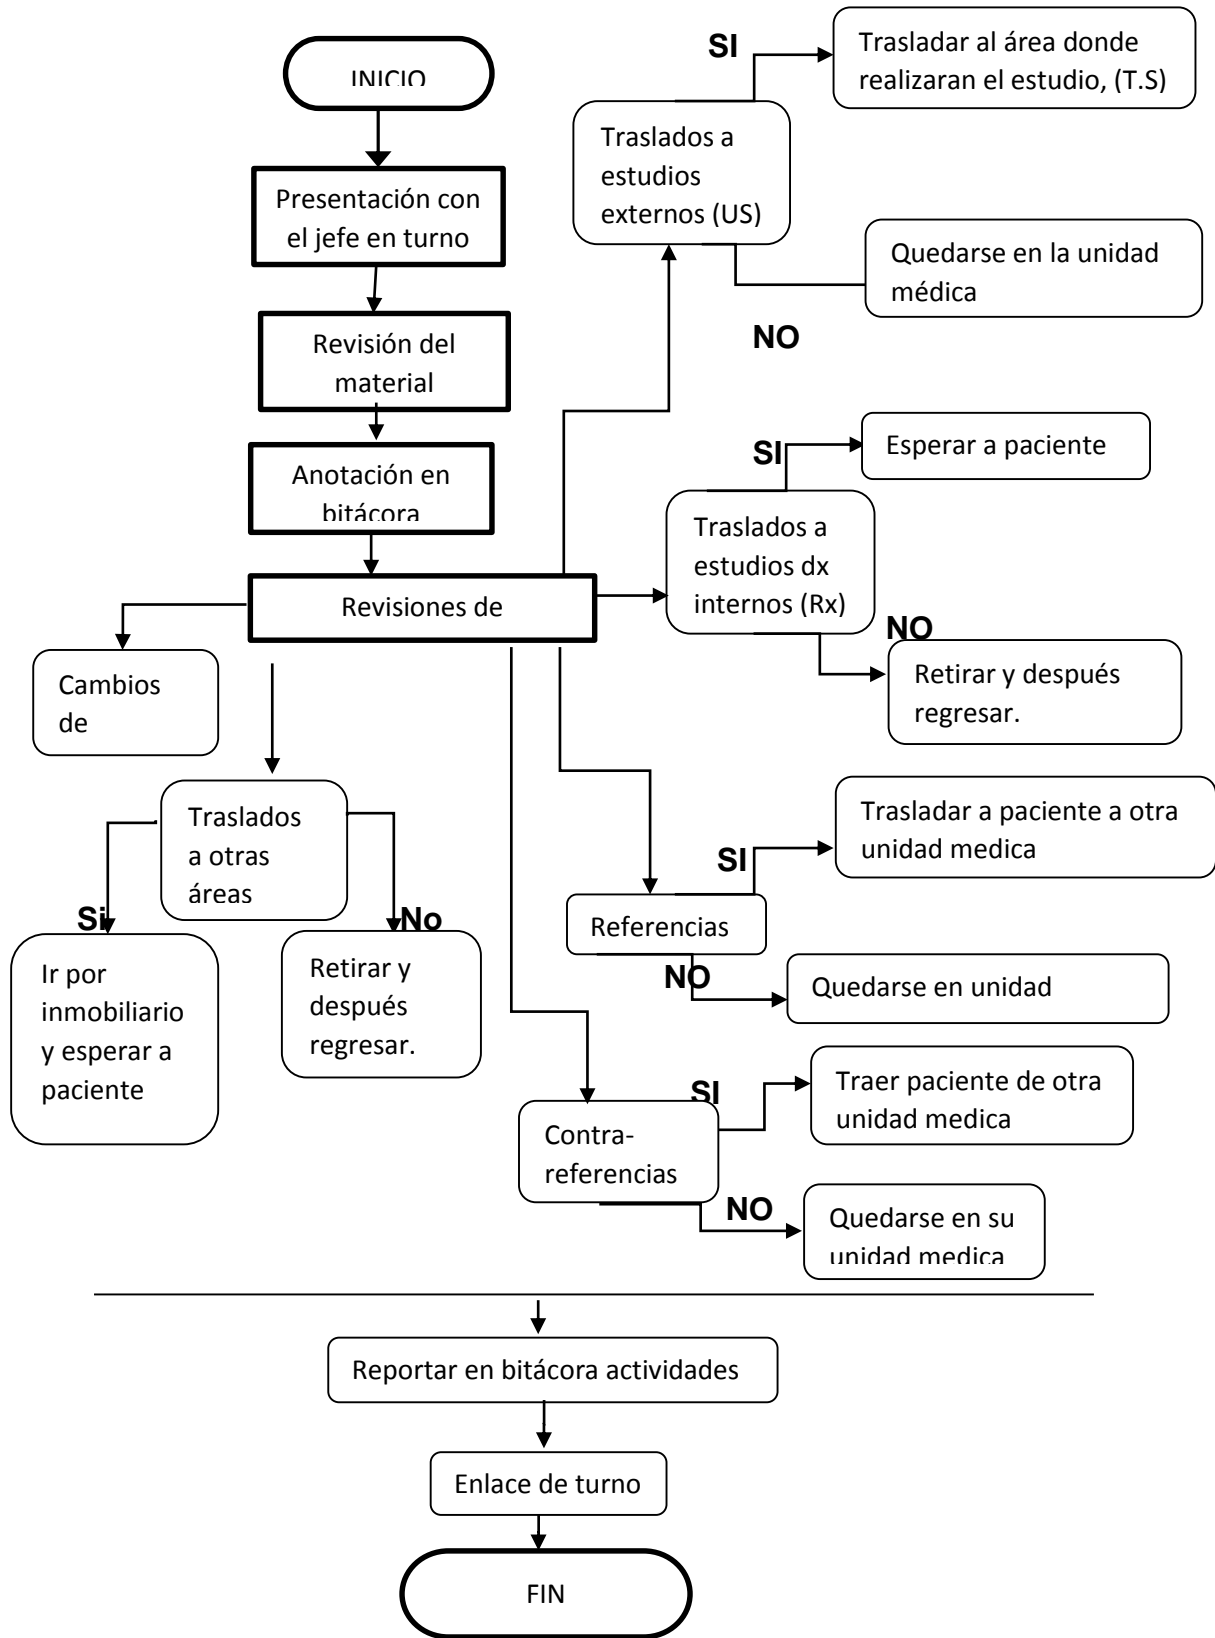 INICIO
Presentación con
el jefe en turno
Revisión del
material
Anotación en
bitácora
Revisiones de
Cambios
de
Traslados
a otras
áreas
Si
No
Ir por
inmobiliario
y esperar a
paciente
Retirar y
después
regresar.
SI
Trasladar al área donde
realizaran el estudio, (T.S)
Traslados a
estudios
externos (US)
Quedarse en la unidad
médica
NO
SI
Esperar a paciente
Traslados a
estudios dx
internos (Rx)
NO
Retirar y después
regresar.
Trasladar a paciente a otra
unidad medica
SI
Referencias
NO
Quedarse en unidad
SI
Traer paciente de otra
unidad medica
Contra-
referencias
NO
Quedarse en su
unidad medica
Reportar en bitácora actividades
Enlace de turno
FIN